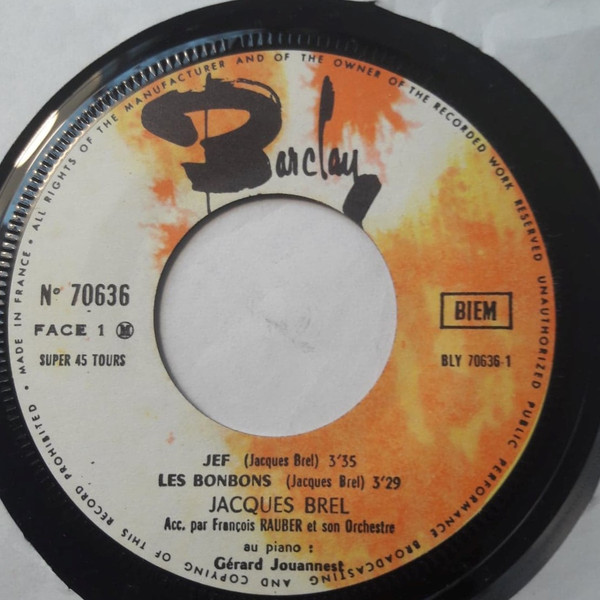 Barclay
N° 70636
FACE 1 M
SUPER 45 TOURS
BIEM
BLY 70636-1
JEF (Jacques Brel) 3'35
LES BONBONS (Jacques Brel) 3'29
JACQUES BREL
Acc. par François RAUBER et son Orchestre
au piano :
Gérard Jouannest
• MADE IN FRANCE • ALL RIGHTS OF THE MANUFACTURER AND OF THE OWNER OF THE RECORDED WORK RESERVED UNAUTHORIZED PUBLIC PERFORMANCE BROADCASTING AND COPYING OF THIS RECORD PROHIBITED